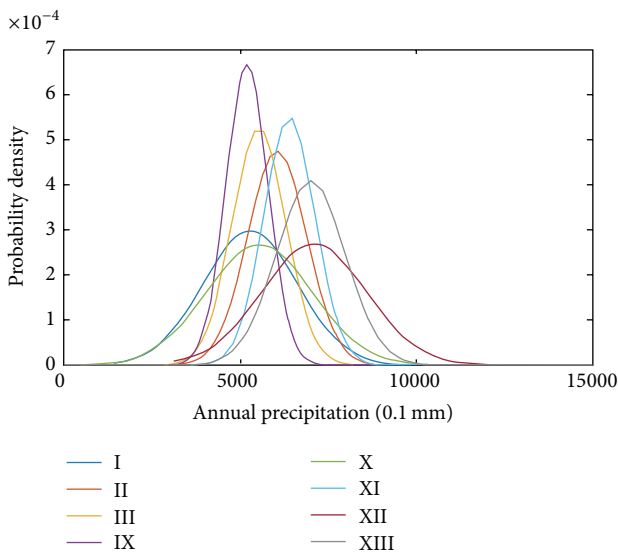 ×10⁻⁴
7
6
5
4
3
2
1
0
Probability density
0 5000 10000 15000
Annual precipitation (0.1 mm)
I X
II XI
III XII
IX XIII